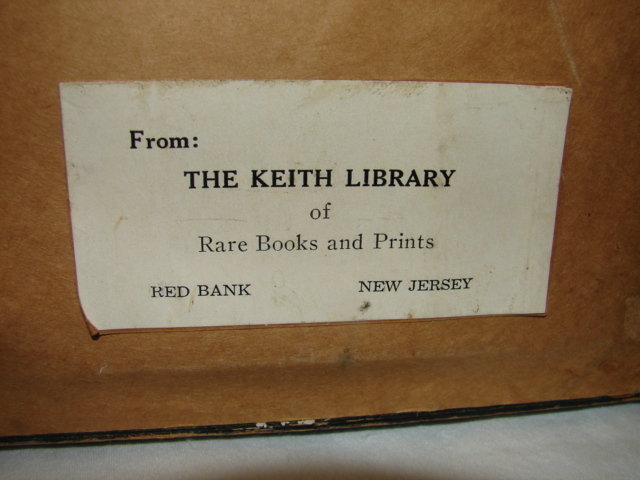 From:
THE KEITH LIBRARY
of
Rare Books and Prints
RED BANK NEW JERSEY